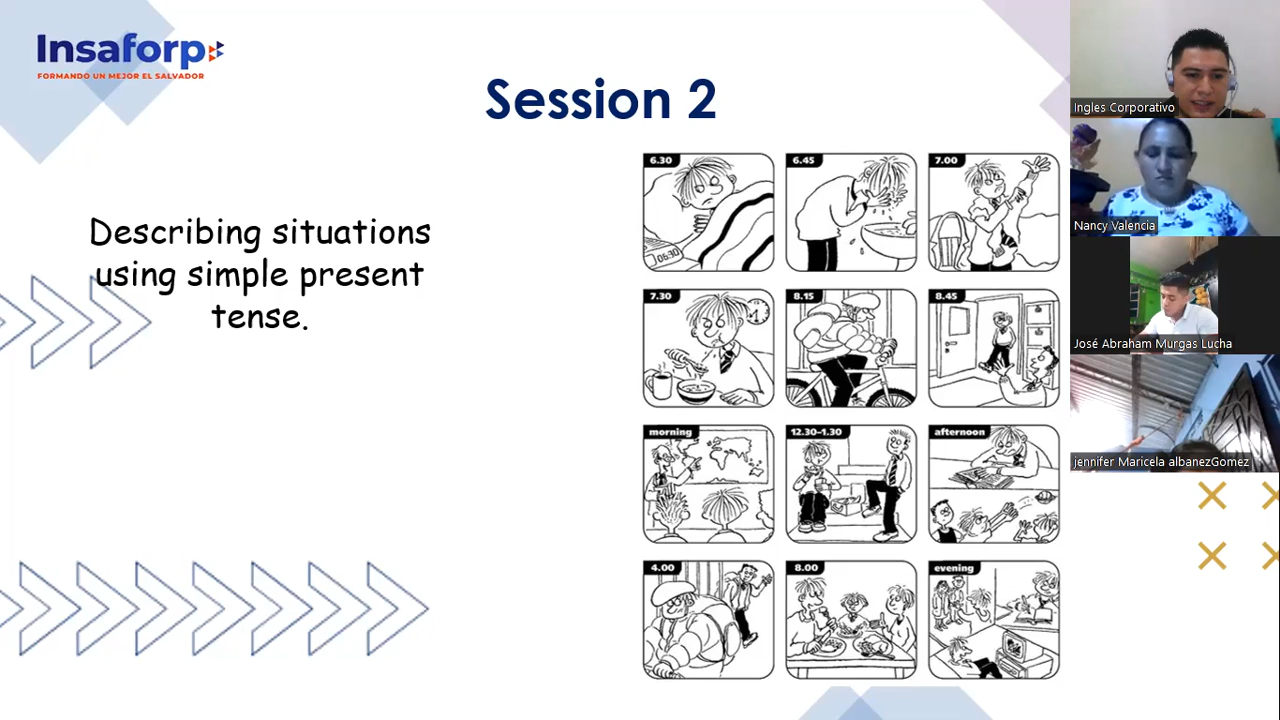 Insaforp
FORMANDO UN MEJOR EL SALVADOR
Session 2
Describing situations
using simple present
tense.
6.30
06:30
6.45
7.00
7.30
8.15
8.45
morning
12.30–1.30
afternoon
4.00
8.00
evening
Ingles Corporativo
Nancy Valencia
José Abraham Murgas Lucha
jennifer Maricela albanezGomez